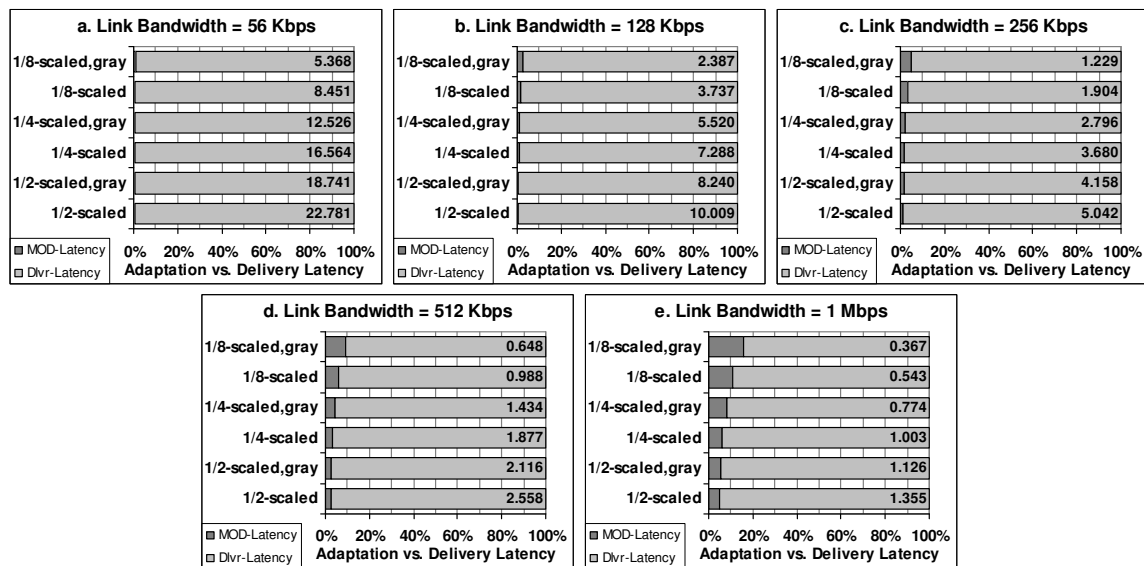 a. Link Bandwidth = 56 Kbps
1/8-scaled,gray 5.368
1/8-scaled 8.451
1/4-scaled,gray 12.526
1/4-scaled 16.564
1/2-scaled,gray 18.741
1/2-scaled 22.781
MOD-Latency
Dlvr-Latency
0% 20% 40% 60% 80% 100%
Adaptation vs. Delivery Latency
b. Link Bandwidth = 128 Kbps
1/8-scaled,gray 2.387
1/8-scaled 3.737
1/4-scaled,gray 5.520
1/4-scaled 7.288
1/2-scaled,gray 8.240
1/2-scaled 10.009
MOD-Latency
Dlvr-Latency
0% 20% 40% 60% 80% 100%
Adaptation vs. Delivery Latency
c. Link Bandwidth = 256 Kbps
1/8-scaled,gray 1.229
1/8-scaled 1.904
1/4-scaled,gray 2.796
1/4-scaled 3.680
1/2-scaled,gray 4.158
1/2-scaled 5.042
MOD-Latency
Dlvr-Latency
0% 20% 40% 60% 80% 100%
Adaptation vs. Delivery Latency
d. Link Bandwidth = 512 Kbps
1/8-scaled,gray 0.648
1/8-scaled 0.988
1/4-scaled,gray 1.434
1/4-scaled 1.877
1/2-scaled,gray 2.116
1/2-scaled 2.558
MOD-Latency
Dlvr-Latency
0% 20% 40% 60% 80% 100%
Adaptation vs. Delivery Latency
e. Link Bandwidth = 1 Mbps
1/8-scaled,gray 0.367
1/8-scaled 0.543
1/4-scaled,gray 0.774
1/4-scaled 1.003
1/2-scaled,gray 1.126
1/2-scaled 1.355
MOD-Latency
Dlvr-Latency
0% 20% 40% 60% 80% 100%
Adaptation vs. Delivery Latency